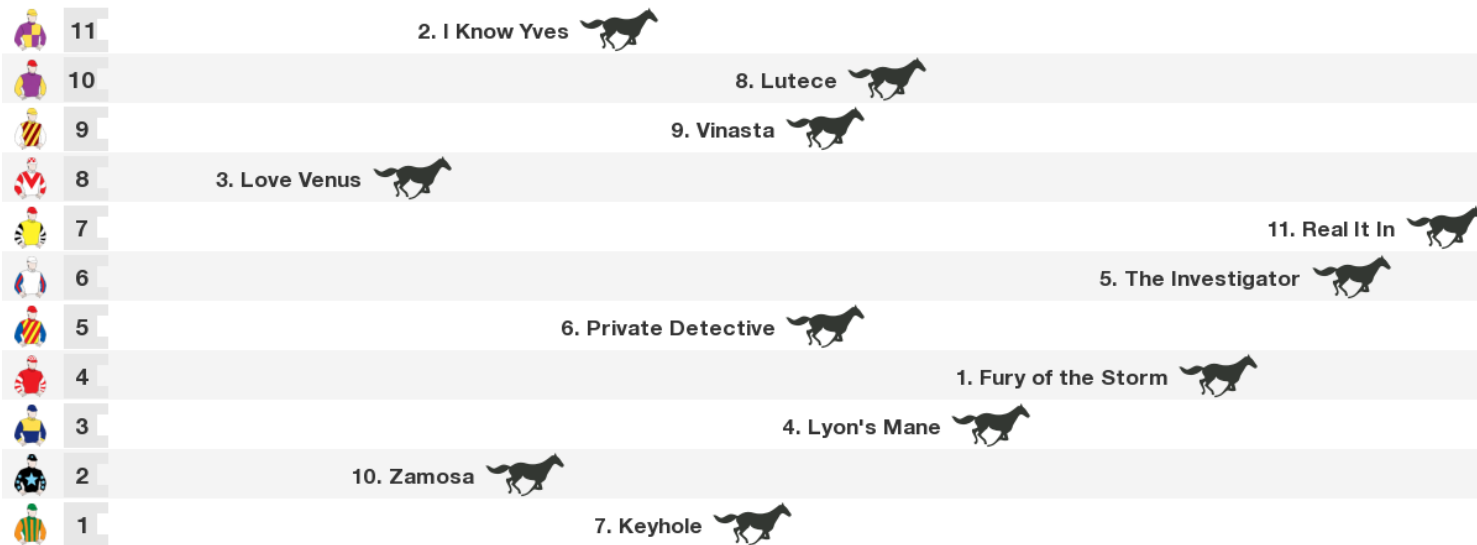 11 2. I Know Yves
10 8. Lutece
9 9. Vinasta
8 3. Love Venus
7 11. Real It In
6 5. The Investigator
5 6. Private Detective
4 1. Fury of the Storm
3 4. Lyon's Mane
2 10. Zamosa
1 7. Keyhole